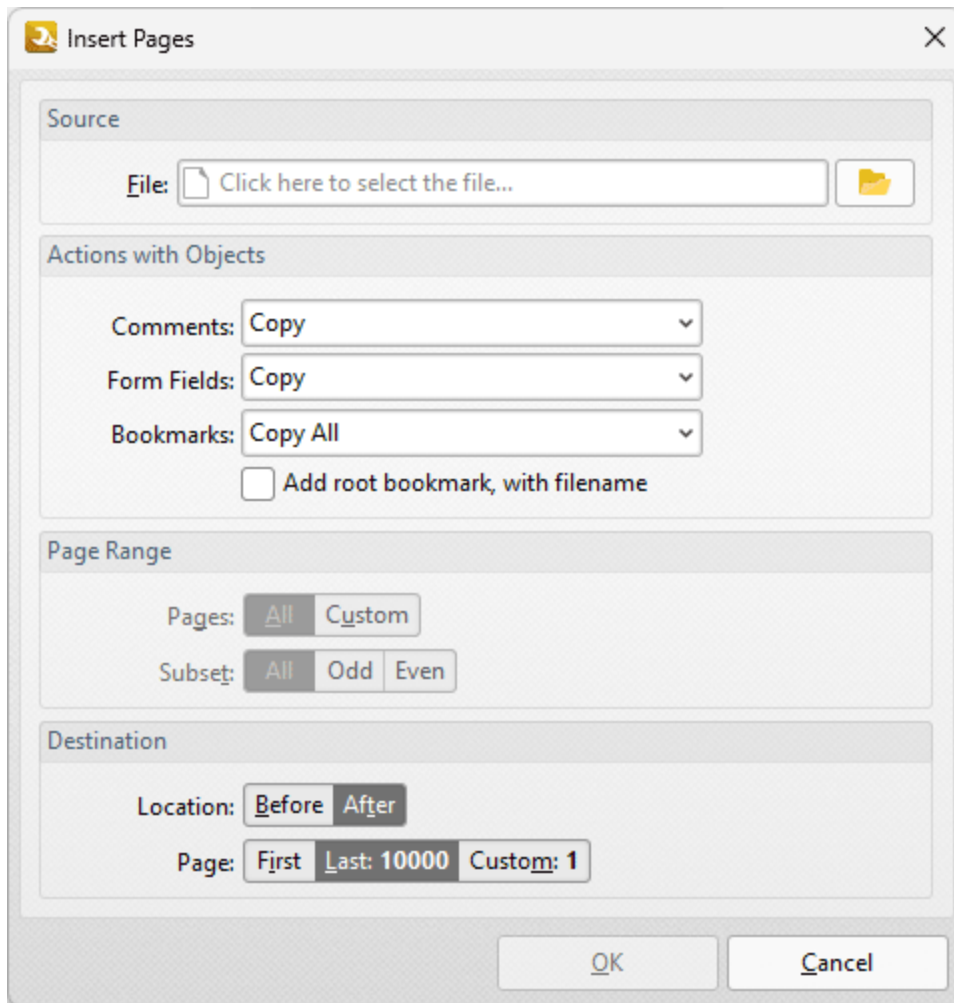 Insert Pages
Source
File: Click here to select the file...
Actions with Objects
Comments: Copy
Form Fields: Copy
Bookmarks: Copy All
Add root bookmark, with filename
Page Range
Pages: All Custom
Subset: All Odd Even
Destination
Location: Before After
Page: First Last: 10000 Custom: 1
OK Cancel